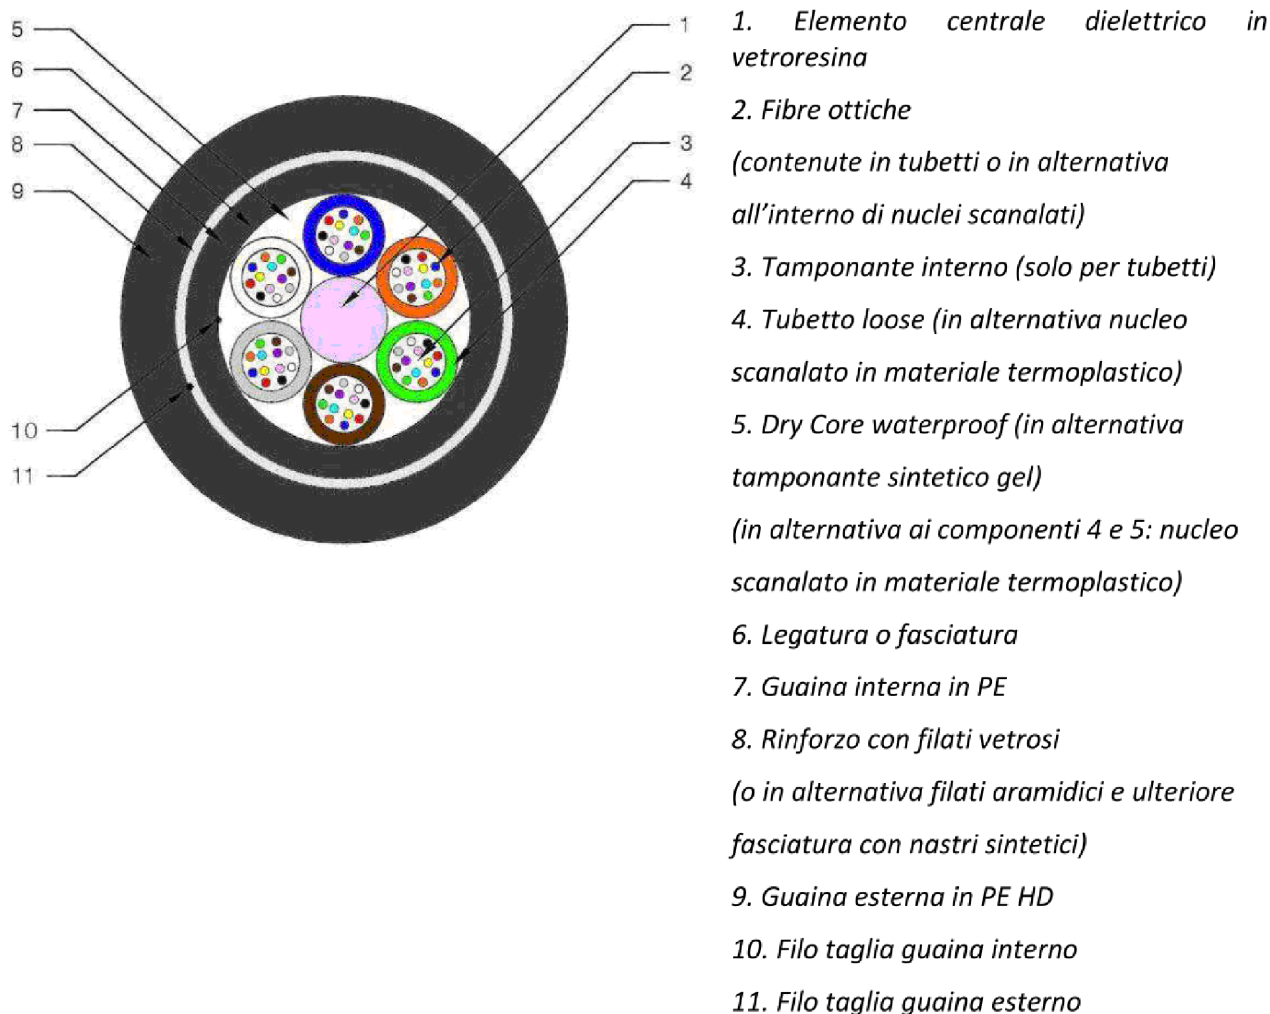 5
6
7
8
9
10
11
1
2
3
4
1. Elemento centrale dielettrico in
vetroresina
2. Fibre ottiche
(contenute in tubetti o in alternativa
all’interno di nuclei scanalati)
3. Tamponante interno (solo per tubetti)
4. Tubetto loose (in alternativa nucleo
scanalato in materiale termoplastico)
5. Dry Core waterproof (in alternativa
tamponante sintetico gel)
(in alternativa ai componenti 4 e 5: nucleo
scanalato in materiale termoplastico)
6. Legatura o fasciatura
7. Guaina interna in PE
8. Rinforzo con filati vetrosi
(o in alternativa filati aramidici e ulteriore
fasciatura con nastri sintetici)
9. Guaina esterna in PE HD
10. Filo taglia guaina interno
11. Filo taglia guaina esterno